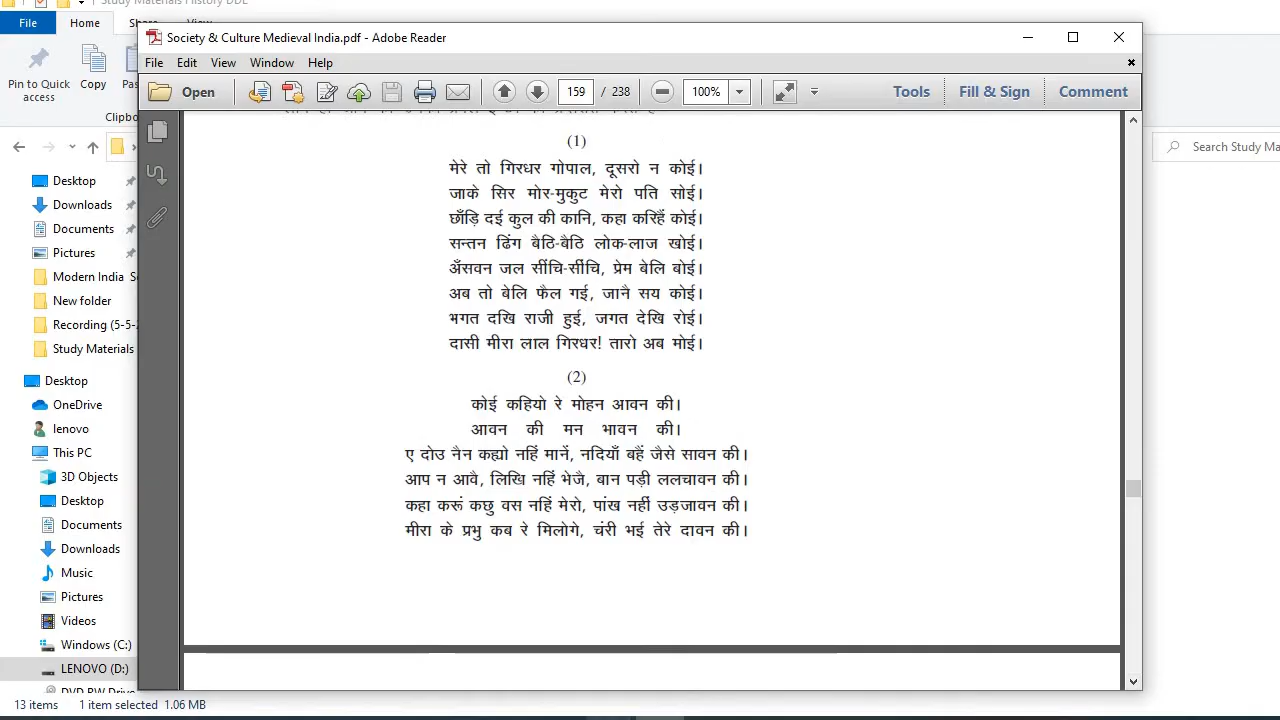 Study Materials History DDE
File Home Share View
Society & Culture Medieval India.pdf - Adobe Reader
File Edit View Window Help
Open 159 / 238 100% Tools Fill & Sign Comment
Pin to Quick access
Copy
Clipbo
Search Study Ma
Desktop
Downloads
Documents
Pictures
Modern India
New folder
Recording (5-5-2
Study Materials
Desktop
OneDrive
lenovo
This PC
3D Objects
Desktop
Documents
Downloads
Music
Pictures
Videos
Windows (C:)
LENOVO (D:)
DVD RW Drive
13 items 1 item selected 1.06 MB
(1)
मेरे तो गिरधर गोपाल, दूसरो न कोई।
जाके सिर मोर-मुकुट मेरो पति सोई।
छाँड़ि दई कुल की कानि, कहा करिहैं कोई।
सन्तन ढिंग बैठि-बैठि लोक-लाज खोई।
अँसवन जल सींचि-सींचि, प्रेम बेलि बोई।
अब तो बेलि फैल गई, जानै सय कोई।
भगत दखि राजी हुई, जगत देखि रोई।
दासी मीरा लाल गिरधर! तारो अब मोई।
(2)
कोई कहियो रे मोहन आवन की।
आवन की मन भावन की।
ए दोउ नैन कह्यो नहिं मानें, नदियाँ बहैं जैसे सावन की।
आप न आवै, लिखि नहिं भेजै, बान पड़ी ललचावन की।
कहा करूं कछु वस नहिं मेरो, पांख नहीं उड़जावन की।
मीरा के प्रभु कब रे मिलोगे, चंरी भई तेरे दावन की।